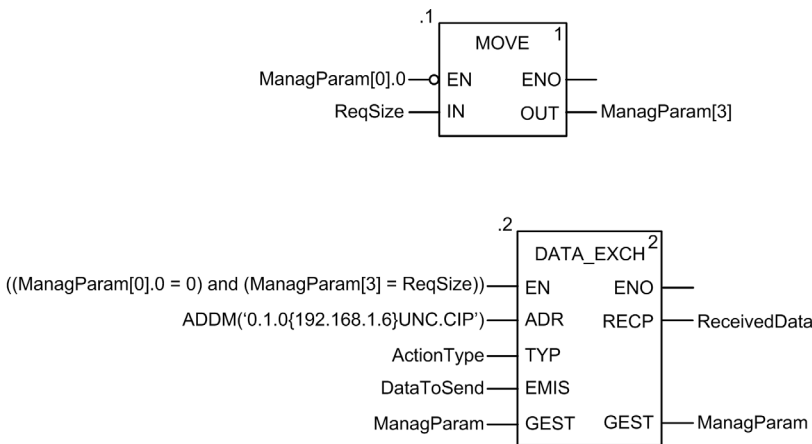 .1
MOVE 1
ManagParam[0].0 EN ENO
ReqSize IN OUT ManagParam[3]
.2
DATA_EXCH 2
((ManagParam[0].0 = 0) and (ManagParam[3] = ReqSize)) EN ENO
ADDM(‘0.1.0{192.168.1.6}UNC.CIP’) ADR RECP ReceivedData
ActionType TYP
DataToSend EMIS
ManagParam GEST GEST ManagParam